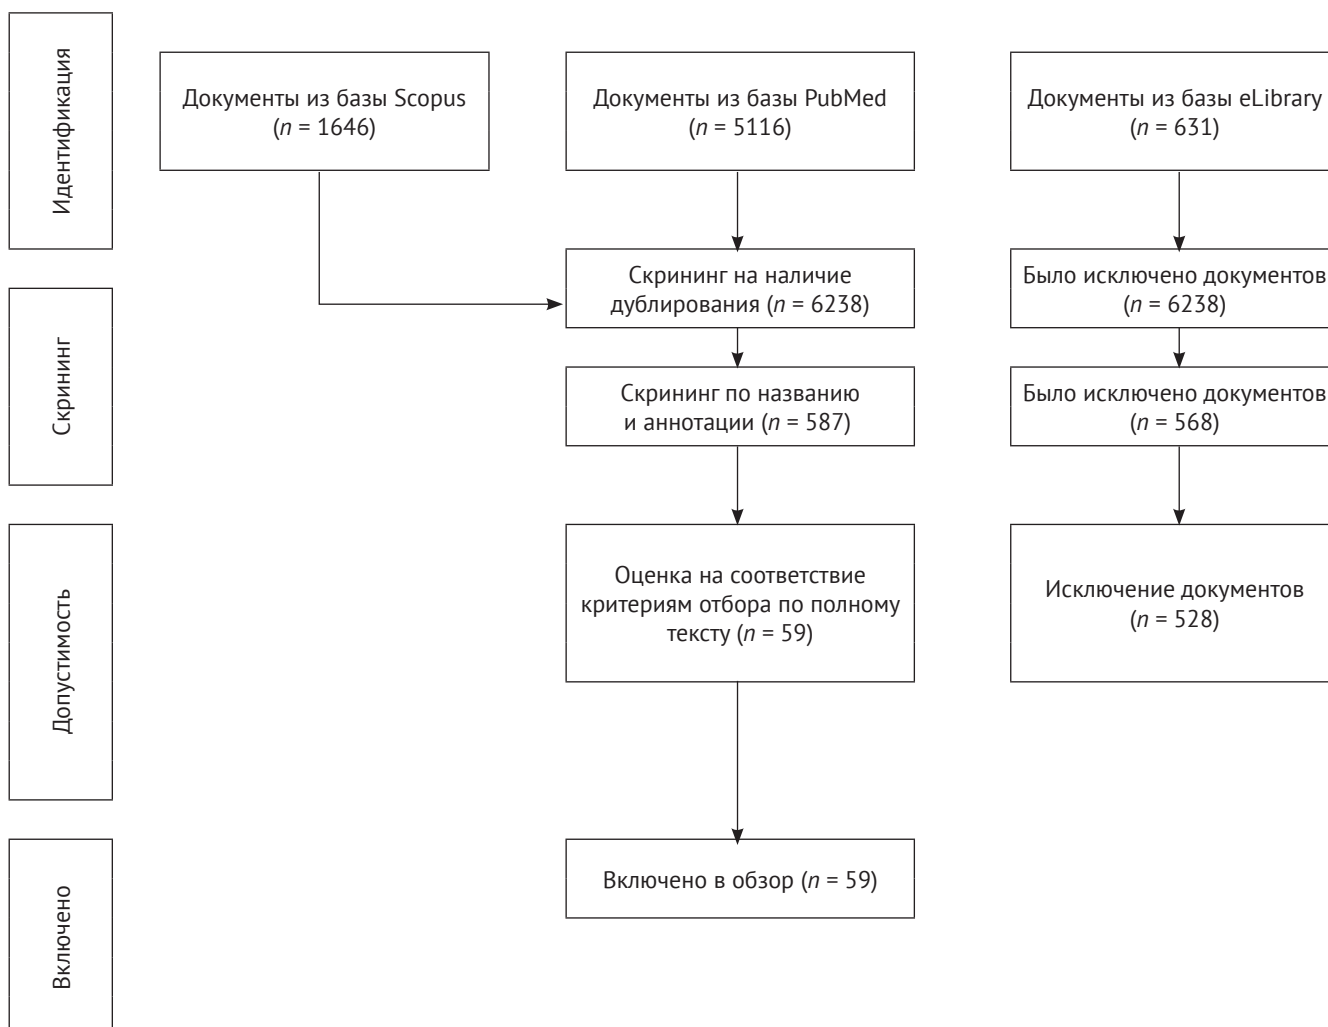 Идентификация
Документы из базы Scopus
(n = 1646)
Документы из базы PubMed
(n = 5116)
Документы из базы eLibrary
(n = 631)
Скрининг
Скрининг на наличие
дублирования (n = 6238)
Было исключено документов
(n = 6238)
Скрининг по названию
и аннотации (n = 587)
Было исключено документов
(n = 568)
Допустимость
Оценка на соответствие
критериям отбора по полному
тексту (n = 59)
Исключение документов
(n = 528)
Включено
Включено в обзор (n = 59)